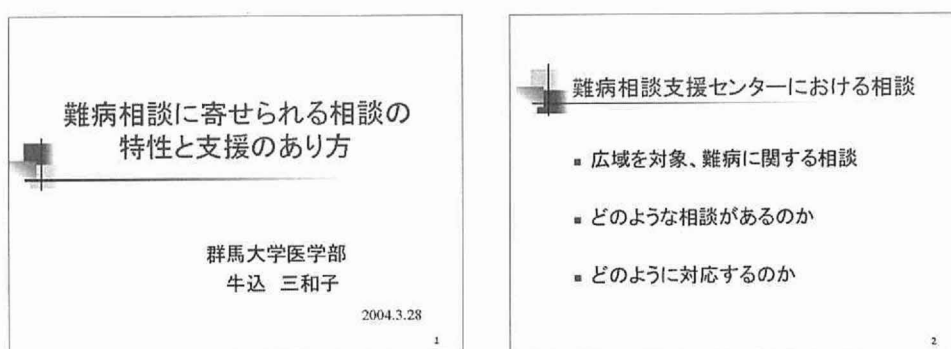 難病相談に寄せられる相談の
特性と支援のあり方
群馬大学医学部
牛込 三和子
2004.3.28
1
難病相談支援センターにおける相談
▪ 広域を対象、難病に関する相談
▪ どのような相談があるのか
▪ どのように対応するのか
2